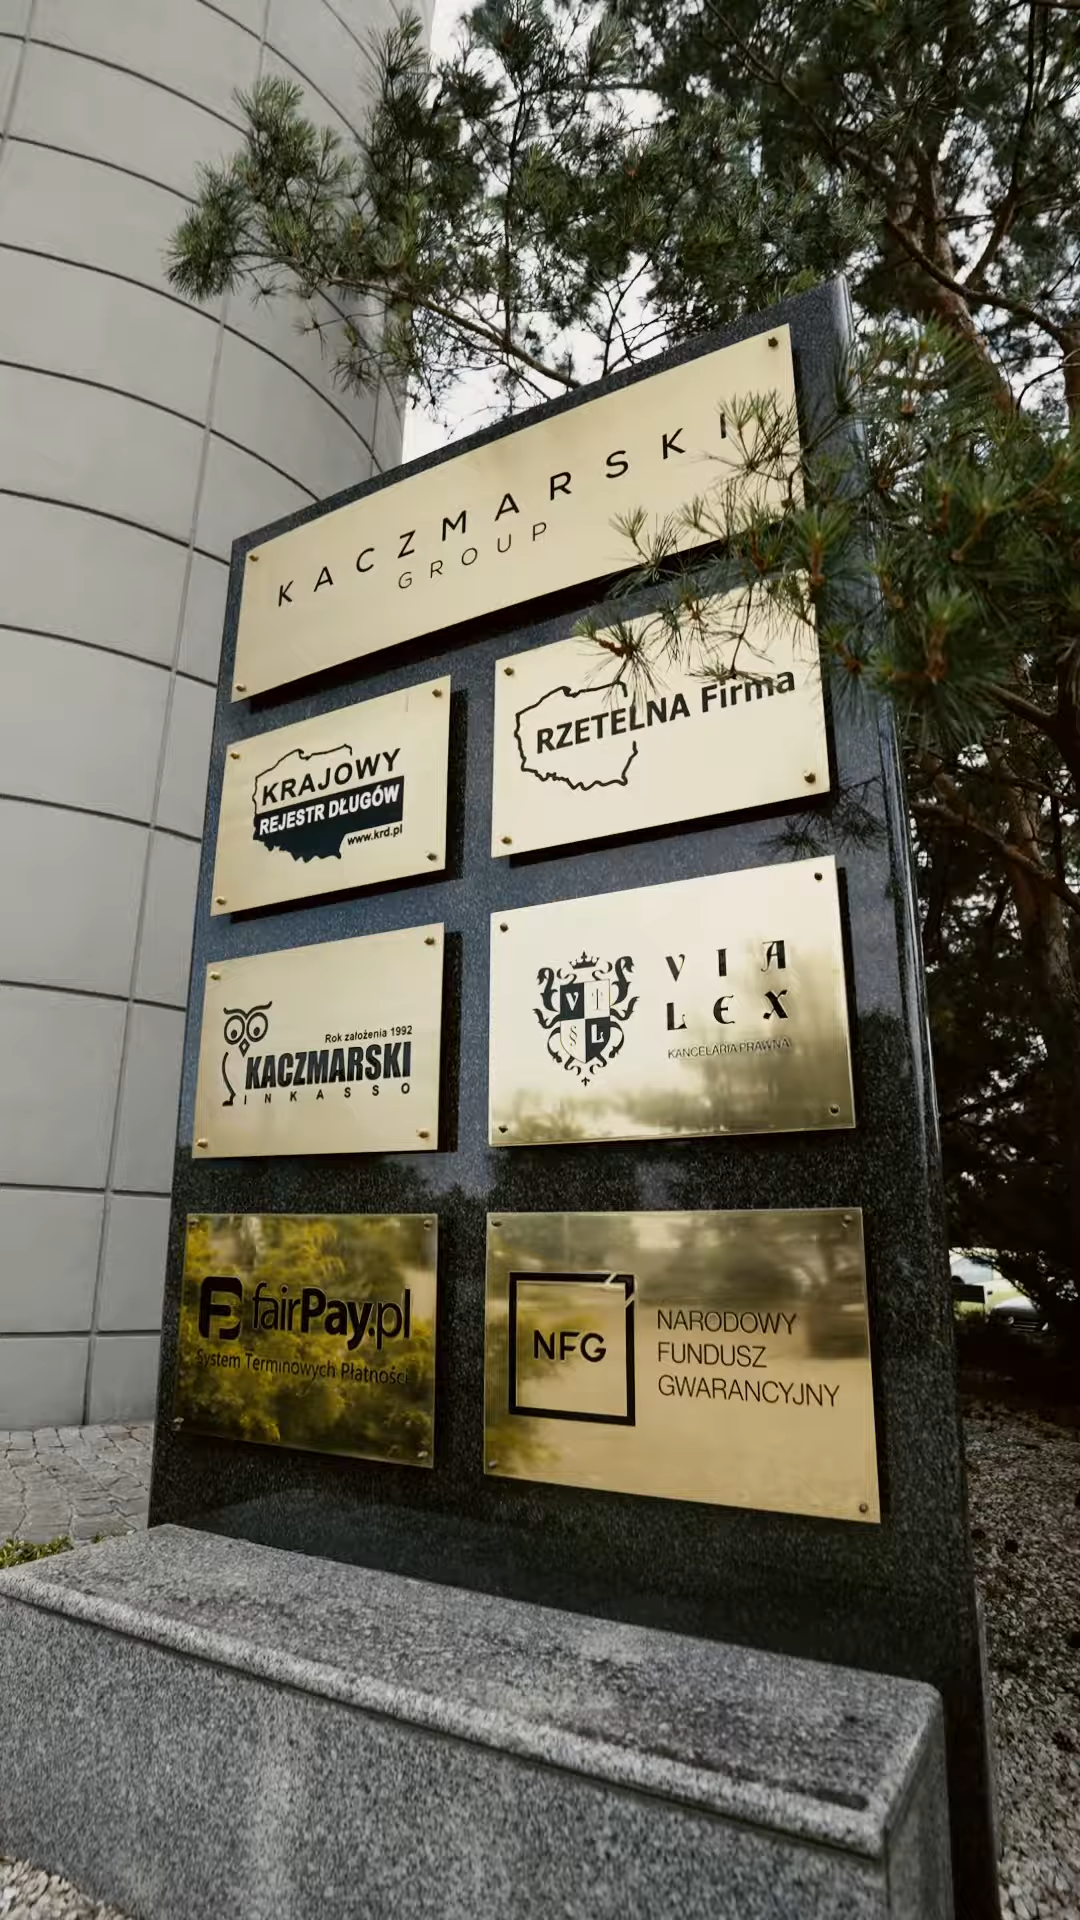 KACZMARSKI
GROUP
KRAJOWY
REJESTR DŁUGÓW
www.krd.pl
RZETELNA Firma
Rok założenia 1992
KACZMARSKI
INKASSO
V T
§ L
VIA
LEX
KANCELARIA PRAWNA
fairPay.pl
System Terminowych Płatności
NFG
NARODOWY
FUNDUSZ
GWARANCYJNY